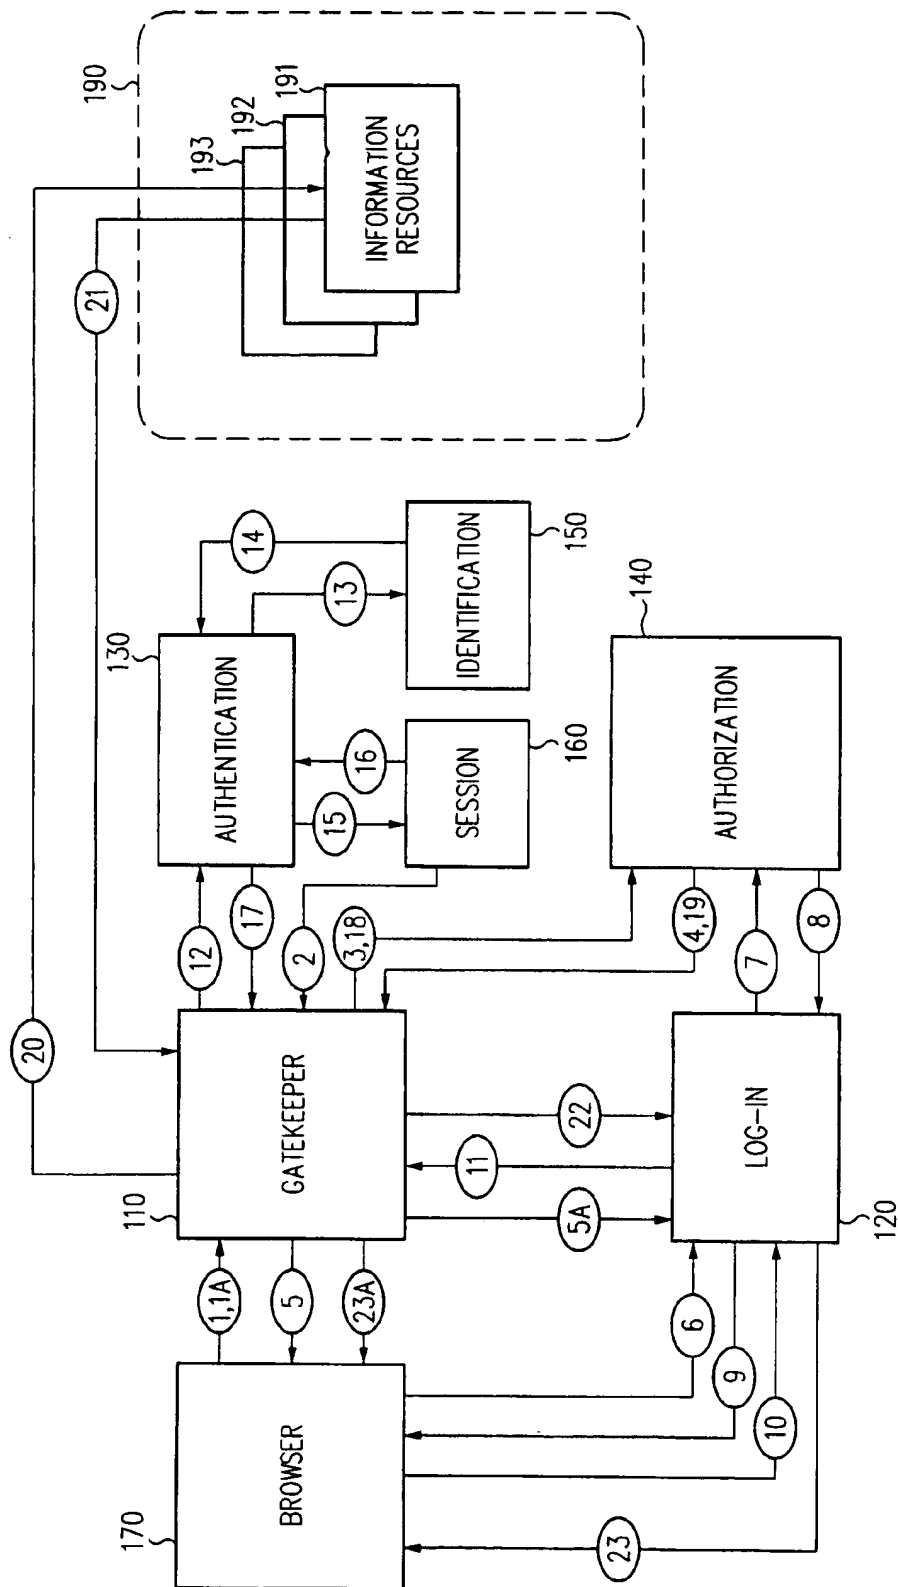 190
193
192
191
INFORMATION
RESOURCES
20
21
14
13
130
AUTHENTICATION
IDENTIFICATION
150
15
16
SESSION
160
140
AUTHORIZATION
12
17
2
3,18
4,19
7
8
110
GATEKEEPER
22
11
5A
LOG-IN
120
1,1A
5
23A
6
9
10
23
170
BROWSER